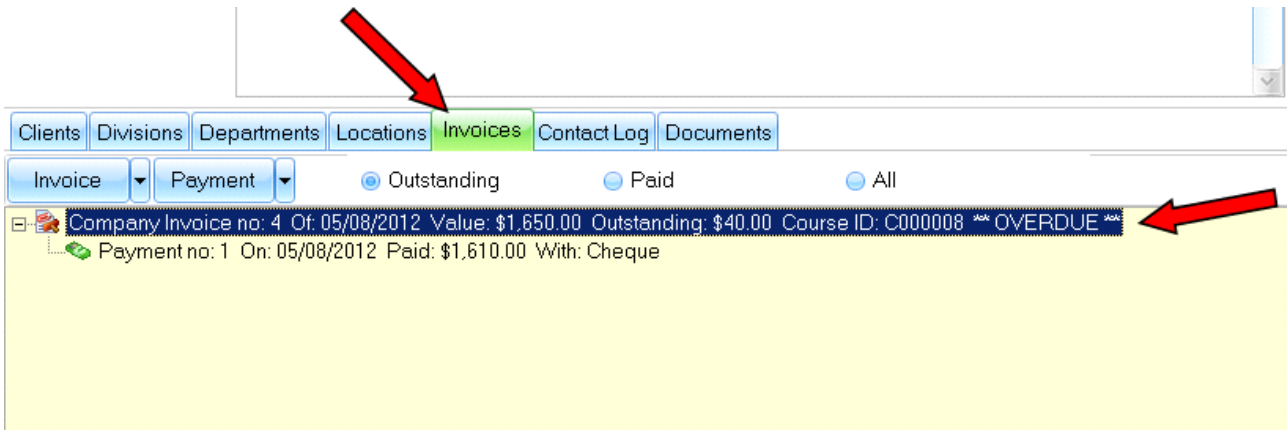 Clients Divisions Departments Locations Invoices Contact Log Documents
Invoice Payment Outstanding Paid All
Company Invoice no: 4 Of: 05/08/2012 Value: $1,650.00 Outstanding: $40.00 Course ID: C000008 *** OVERDUE ***
Payment no: 1 On: 05/08/2012 Paid: $1,610.00 With: Cheque